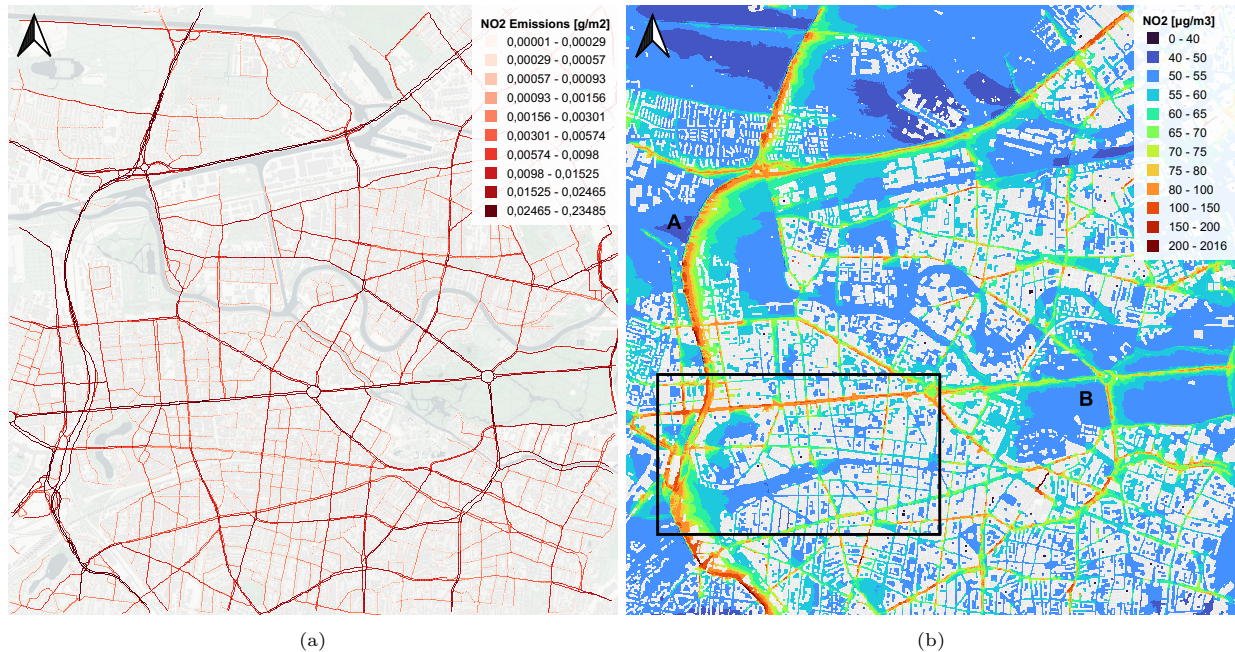 NO2 Emissions [g/m2]
0,00001 - 0,00029
0,00029 - 0,00057
0,00057 - 0,00093
0,00093 - 0,00156
0,00156 - 0,00301
0,00301 - 0,00574
0,00574 - 0,0098
0,0098 - 0,01525
0,01525 - 0,02465
0,02465 - 0,23485
(a)
NO2 [µg/m3]
0 - 40
40 - 50
50 - 55
55 - 60
60 - 65
65 - 70
70 - 75
75 - 80
80 - 100
100 - 150
150 - 200
200 - 2016
A
B
(b)